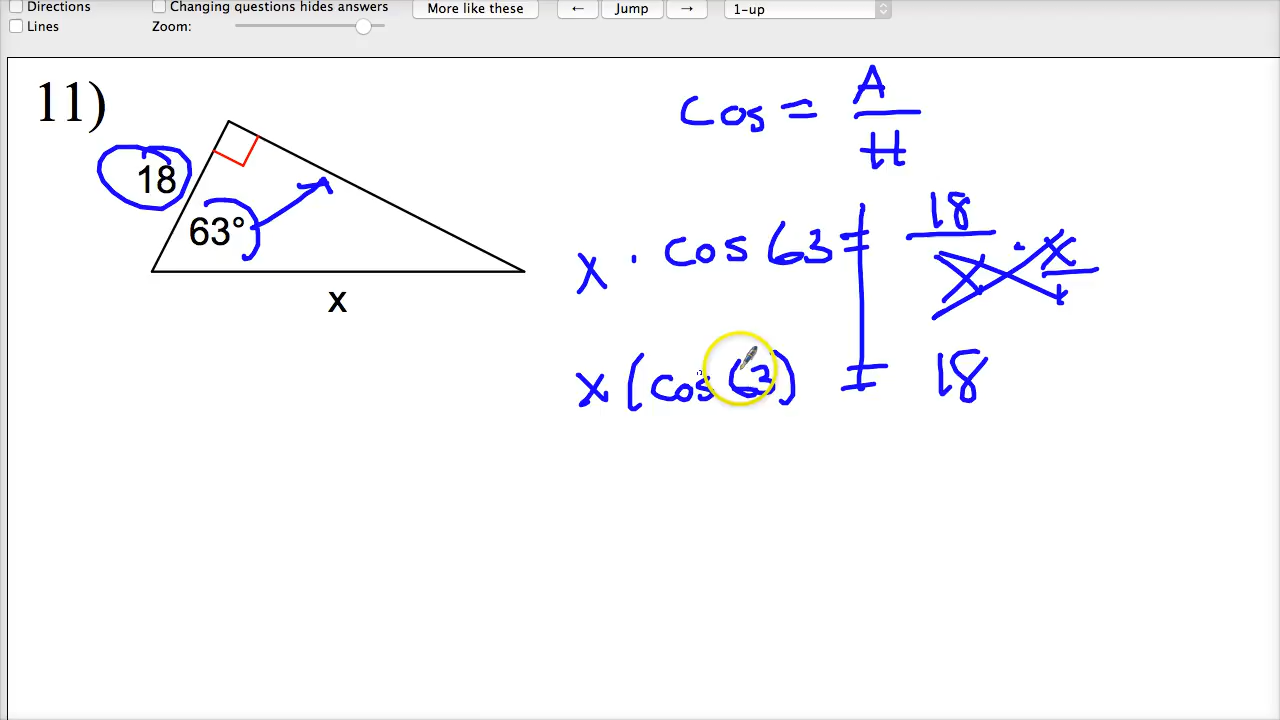 Directions
Changing questions hides answers
More like these
←
Jump
→
1-up
Lines
Zoom:
11)
18
63°
x
Cos = A/H
x · cos 63 = 18/x · x/1
x (cos 63) = 18